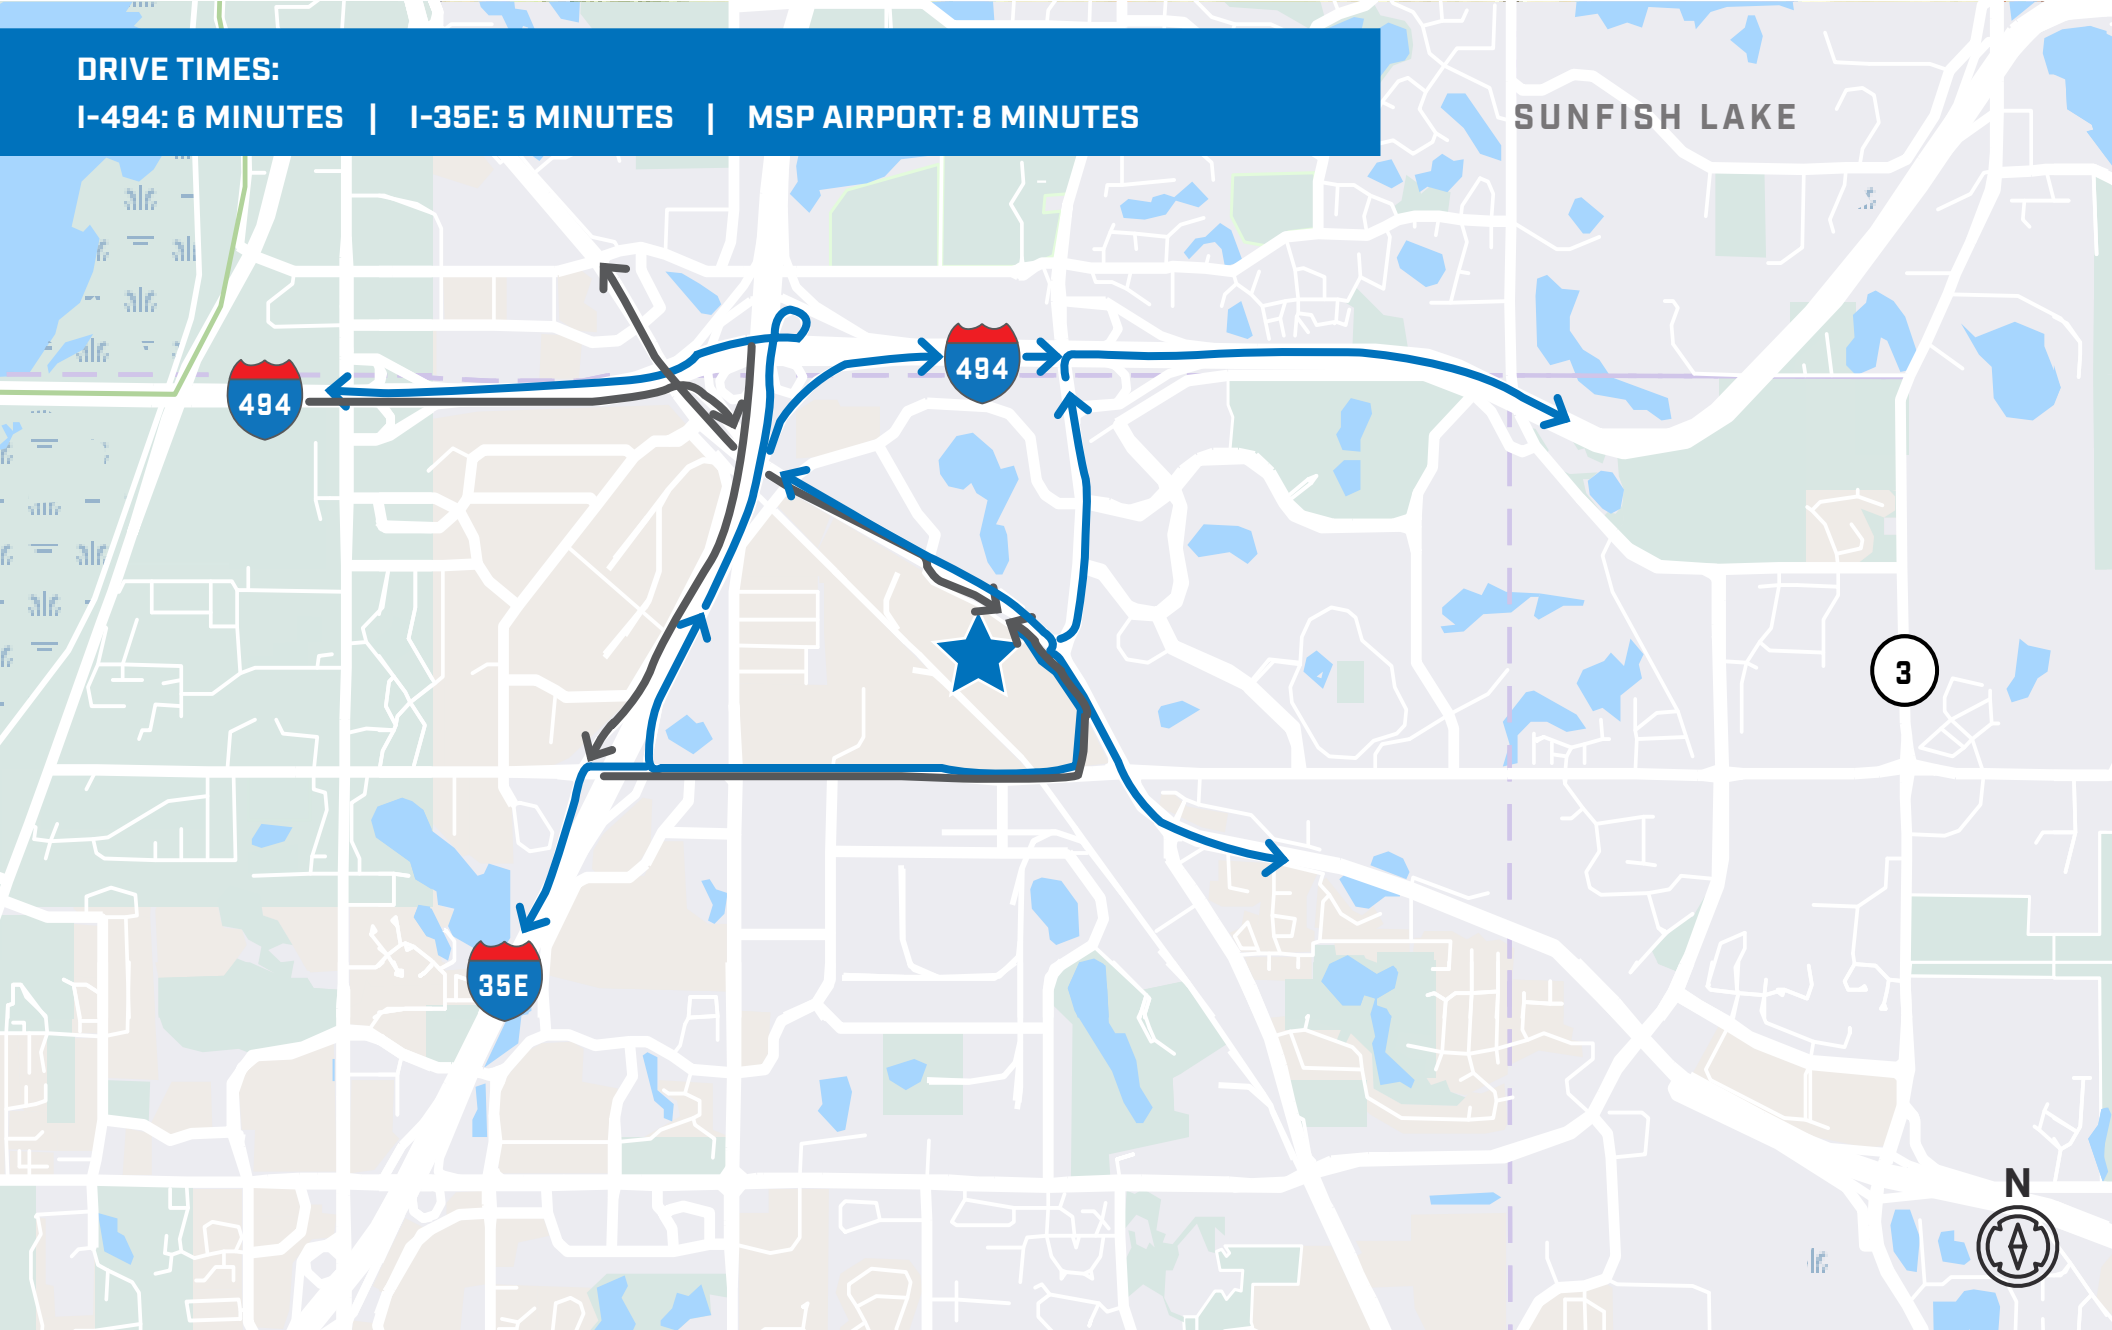 DRIVE TIMES:
I-494: 6 MINUTES | I-35E: 5 MINUTES | MSP AIRPORT: 8 MINUTES
SUNFISH LAKE
494
494
3
35E
N